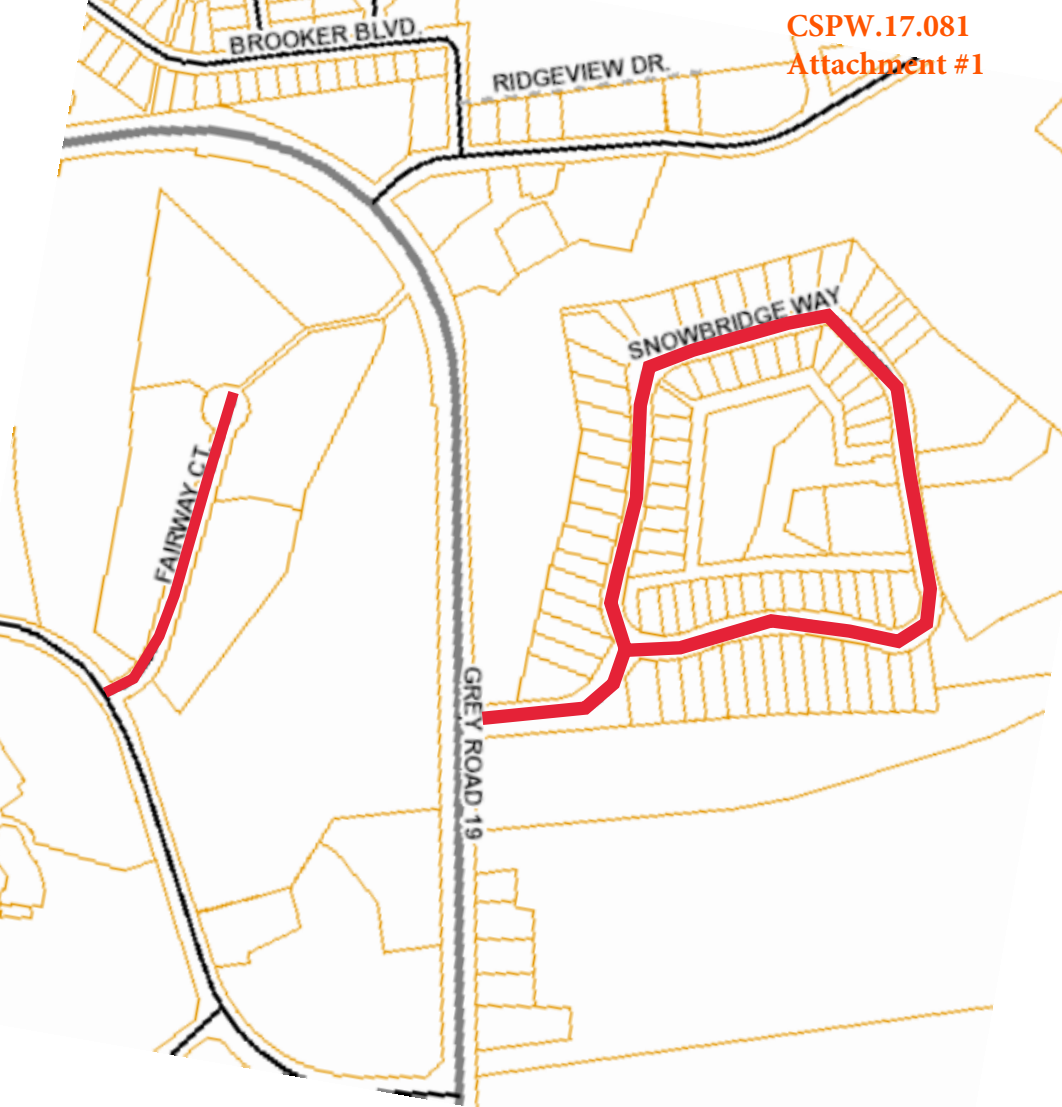 CSPW.17.081
Attachment #1
BROOKER BLVD.
RIDGEVIEW DR.
SNOWBRIDGE WAY
FAIRWAY CT.
GREY ROAD 19